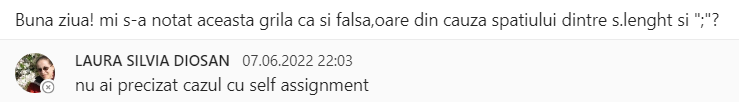 Buna ziua! mi s-a notat aceasta grila ca si falsa,oare din cauza spatiului dintre s.lenght si ";"?
LAURA SILVIA DIOSAN 07.06.2022 22:03
nu ai precizat cazul cu self assignment